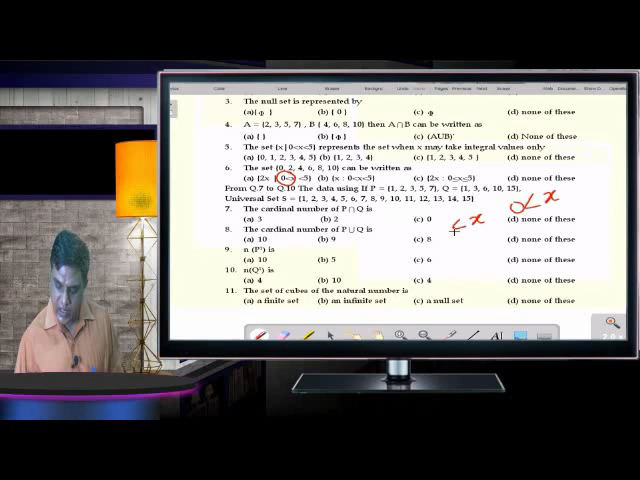 3. The null set is represented by
(a){ Φ } (b){ 0 } (c) Φ (d) none of these
4. A = {2, 3, 5, 7} , B { 4, 6, 8, 10} then A∩B can be written as
(a) { } (b) {Φ} (c) (AUB)' (d) None of these
5. The set {x|0<x<5} represents the set when x may take integral values only
(a) {0, 1, 2, 3, 4, 5} (b) {1, 2, 3, 4} (c) {1, 2, 3, 4, 5 } (d) none of these
6. The set {0, 2, 4, 6, 8, 10} can be written as
(a) {2x | 0<x <5} (b) {x : 0<x<5} (c) {2x : 0≤x≤5} (d) none of these
From Q.7 to Q.10 The data using If P = {1, 2, 3, 5, 7}, Q = {1, 3, 6, 10, 15},
Universal Set S = {1, 2, 3, 4, 5, 6, 7, 8, 9, 10, 11, 12, 13, 14, 15}
0<x
7. The cardinal number of P ∩ Q is
(a) 3 (b) 2 (c) 0 (d) none of these
<x
8. The cardinal number of P ∪ Q is
(a) 10 (b) 9 (c) 8 (d) none of these
9. is
(a) 10 (b) 5 (c) 6 (d) none of these
10. is
(a) 4 (b) 10 (c) 4 (d) none of these
11. The set of cubes of the natural number is
(a) a finite set (b) an infinite set (c) a null set (d) none of these